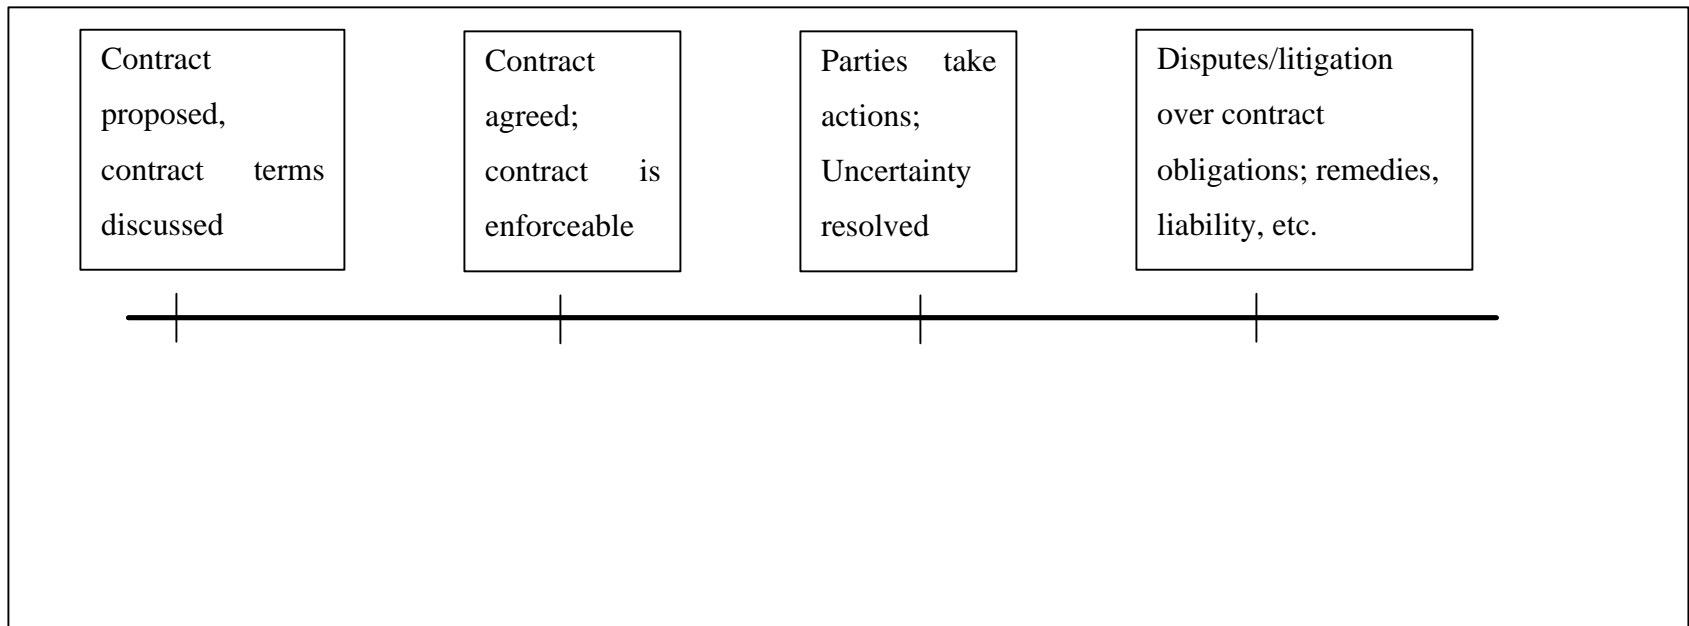 Contract
proposed,
contract terms
discussed
Contract
agreed;
contract is
enforceable
Parties take
actions;
Uncertainty
resolved
Disputes/litigation
over contract
obligations; remedies,
liability, etc.